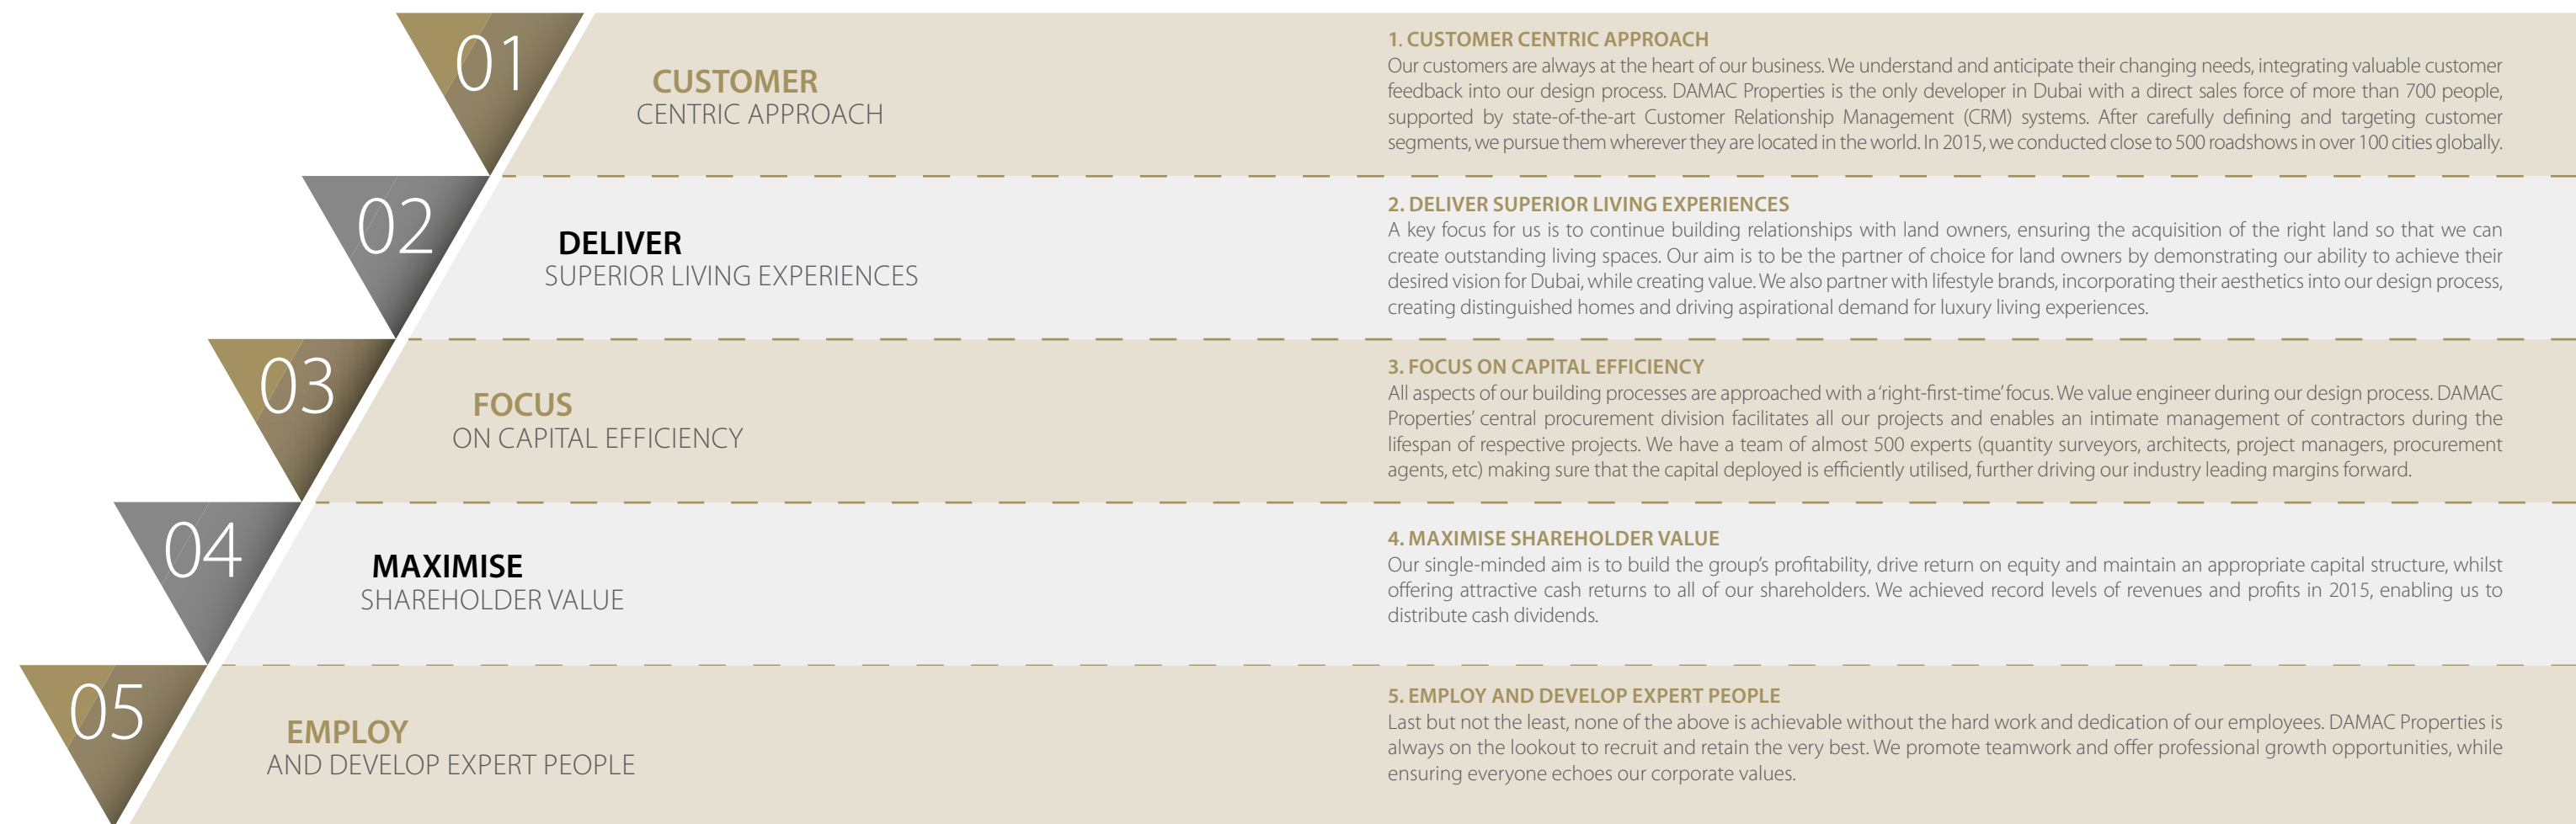 01
CUSTOMER
CENTRIC APPROACH
1. CUSTOMER CENTRIC APPROACH
Our customers are always at the heart of our business. We understand and anticipate their changing needs, integrating valuable customer
feedback into our design process. DAMAC Properties is the only developer in Dubai with a direct sales force of more than 700 people,
supported by state-of-the-art Customer Relationship Management (CRM) systems. After carefully defining and targeting customer
segments, we pursue them wherever they are located in the world. In 2015, we conducted close to 500 roadshows in over 100 cities globally.
02
DELIVER
SUPERIOR LIVING EXPERIENCES
2. DELIVER SUPERIOR LIVING EXPERIENCES
A key focus for us is to continue building relationships with land owners, ensuring the acquisition of the right land so that we can
create outstanding living spaces. Our aim is to be the partner of choice for land owners by demonstrating our ability to achieve their
desired vision for Dubai, while creating value. We also partner with lifestyle brands, incorporating their aesthetics into our design process,
creating distinguished homes and driving aspirational demand for luxury living experiences.
03
FOCUS
ON CAPITAL EFFICIENCY
3. FOCUS ON CAPITAL EFFICIENCY
All aspects of our building processes are approached with a ‘right-first-time’ focus. We value engineer during our design process. DAMAC
Properties’ central procurement division facilitates all our projects and enables an intimate management of contractors during the
lifespan of respective projects. We have a team of almost 500 experts (quantity surveyors, architects, project managers, procurement
agents, etc) making sure that the capital deployed is efficiently utilised, further driving our industry leading margins forward.
04
MAXIMISE
SHAREHOLDER VALUE
4. MAXIMISE SHAREHOLDER VALUE
Our single-minded aim is to build the group’s profitability, drive return on equity and maintain an appropriate capital structure, whilst
offering attractive cash returns to all of our shareholders. We achieved record levels of revenues and profits in 2015, enabling us to
distribute cash dividends.
05
EMPLOY
AND DEVELOP EXPERT PEOPLE
5. EMPLOY AND DEVELOP EXPERT PEOPLE
Last but not the least, none of the above is achievable without the hard work and dedication of our employees. DAMAC Properties is
always on the lookout to recruit and retain the very best. We promote teamwork and offer professional growth opportunities, while
ensuring everyone echoes our corporate values.